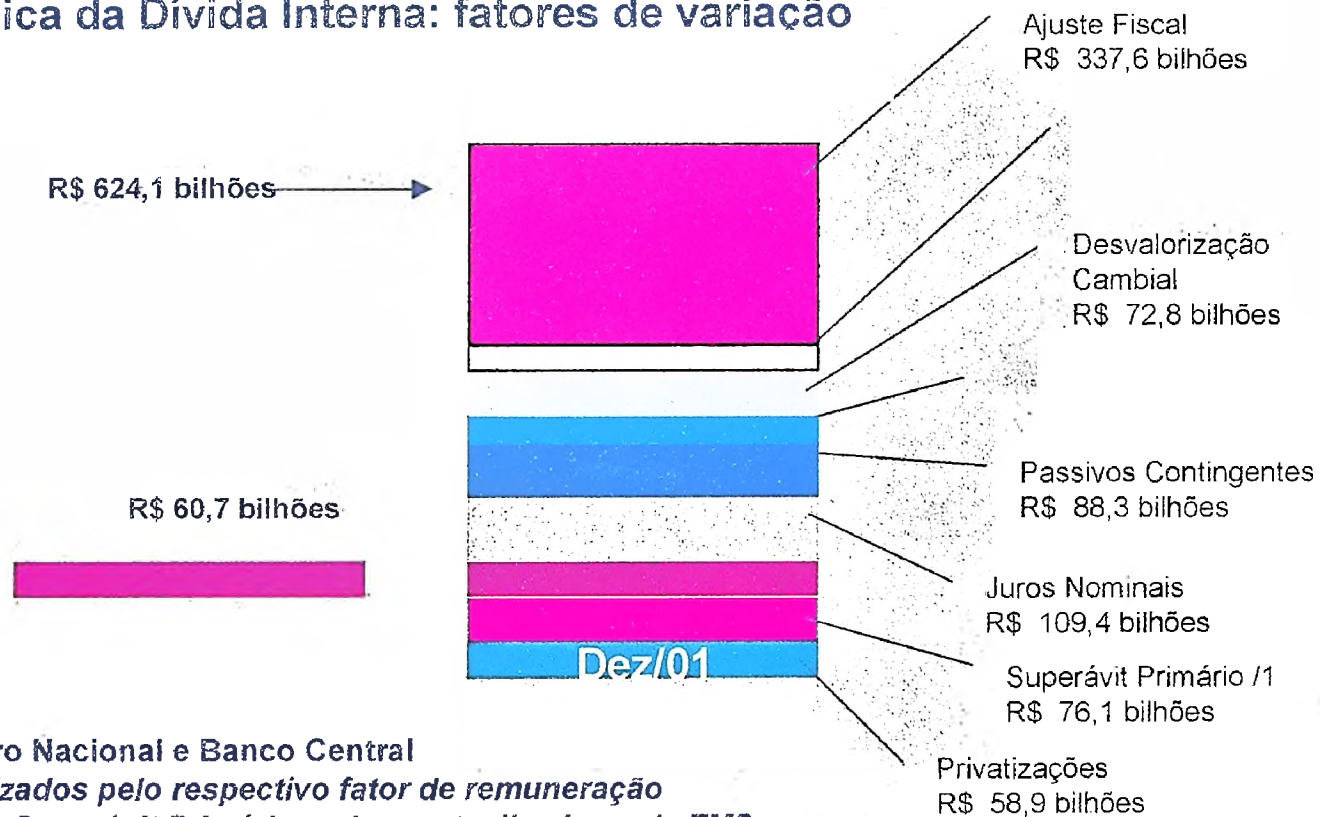 ica da Dívida Interna: fatores de variação
Ajuste Fiscal
R$ 337,6 bilhões
R$ 624,1 bilhões
Desvalorização
Cambial
R$ 72,8 bilhões
Passivos Contingentes
R$ 88,3 bilhões
R$ 60,7 bilhões
Juros Nominais
R$ 109,4 bilhões
Dez/01
Superávit Primário /1
R$ 76,1 bilhões
ro Nacional e Banco Central
zados pelo respectivo fator de remuneração
Privatizações
R$ 58,9 bilhões